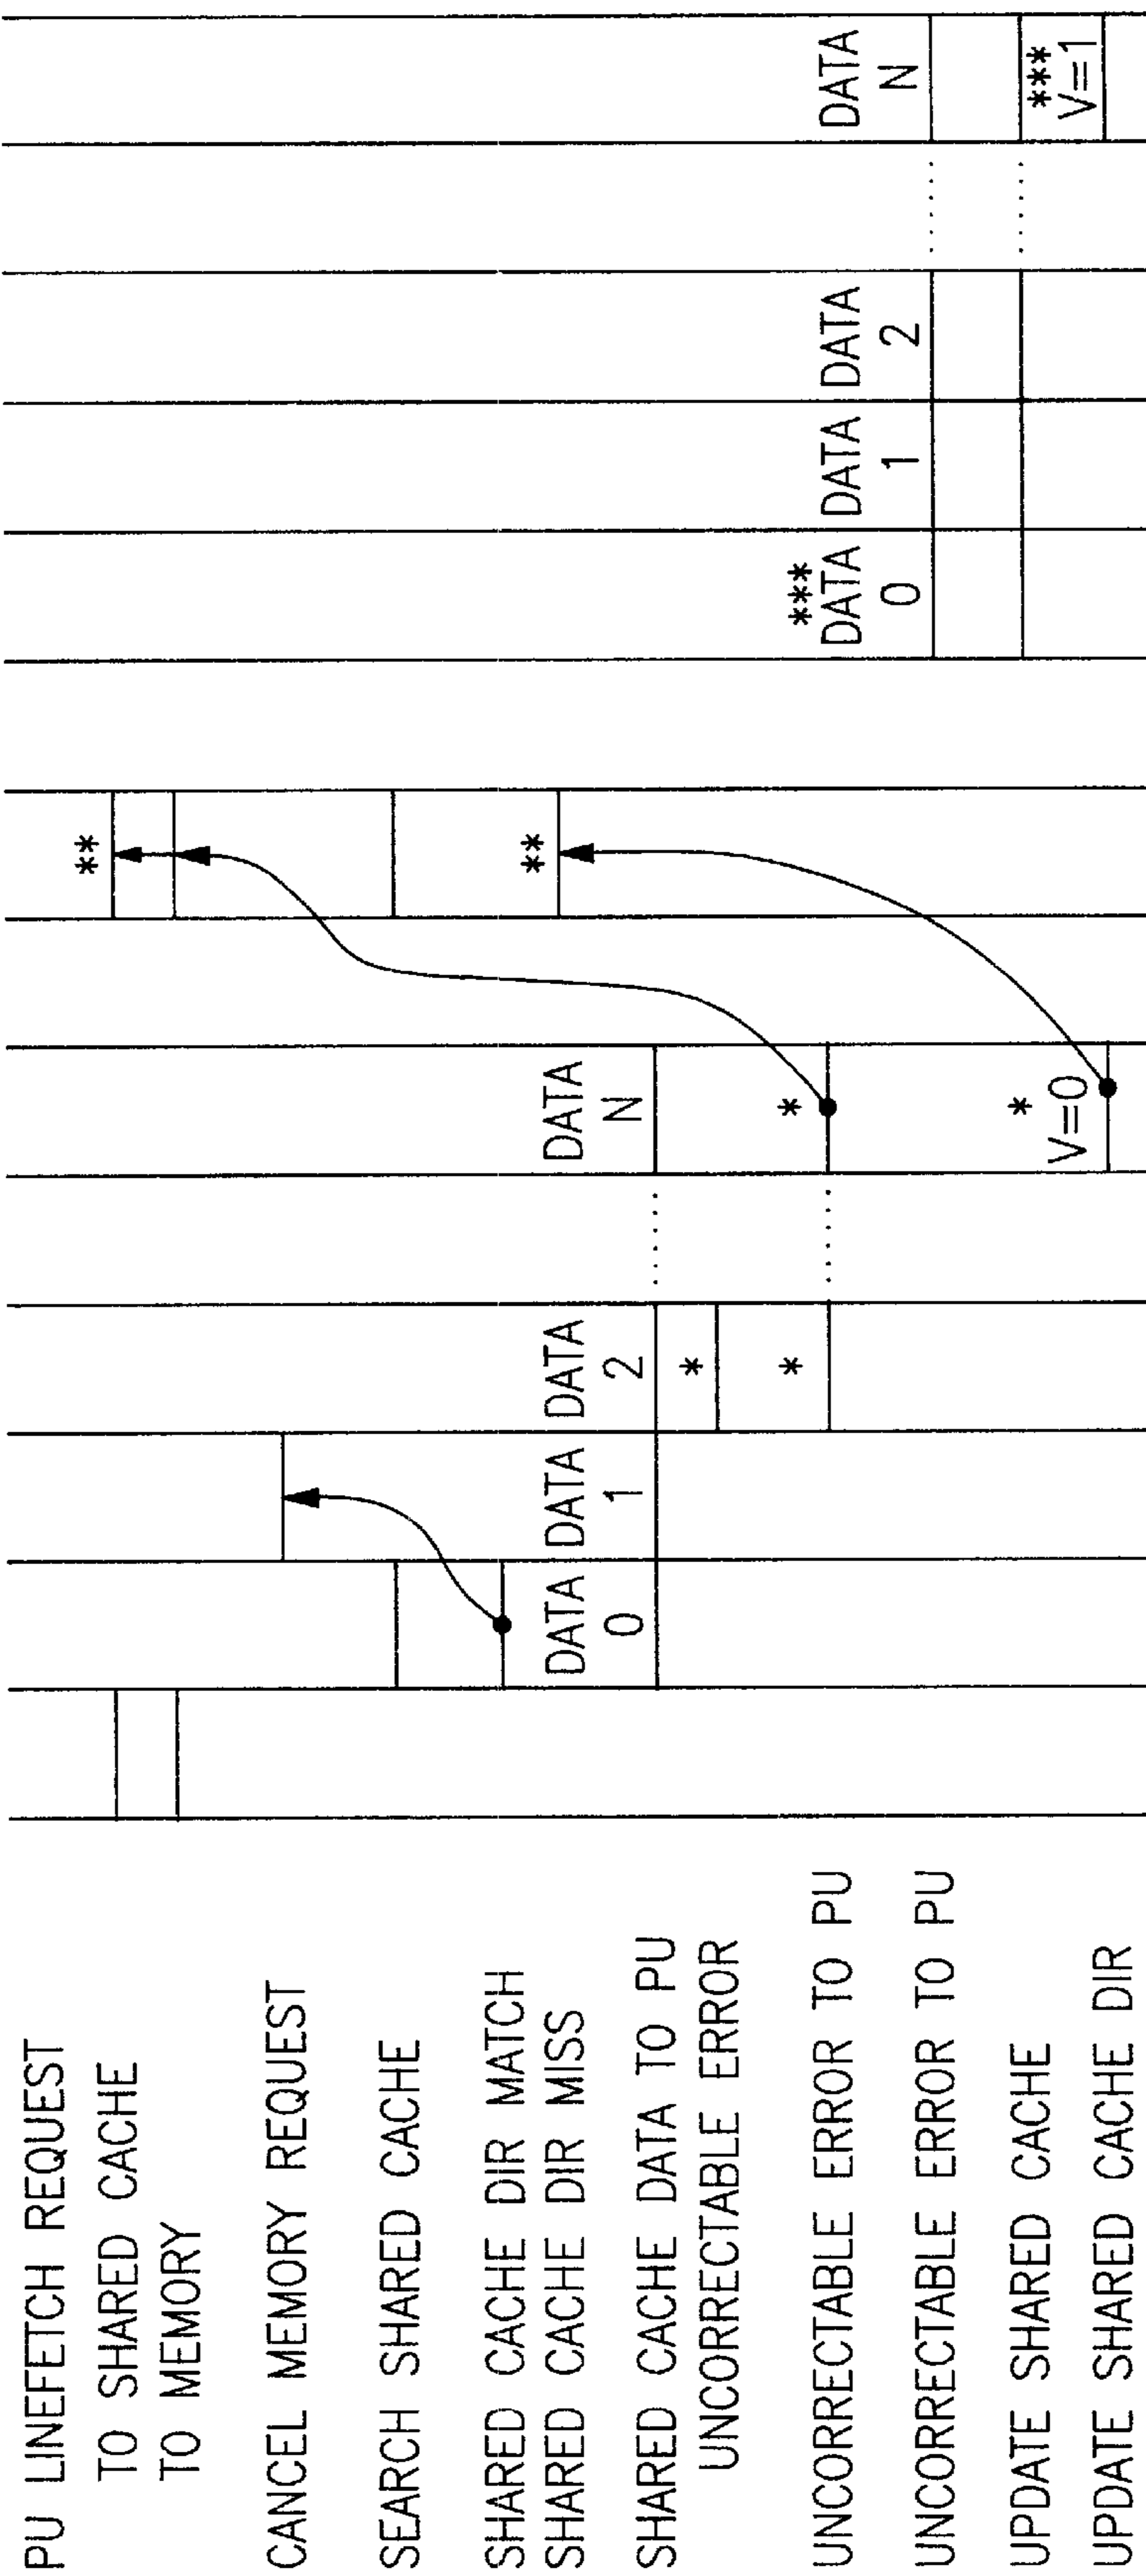 PU LINEFETCH REQUEST
TO SHARED CACHE
**
TO MEMORY
CANCEL MEMORY REQUEST
SEARCH SHARED CACHE
SHARED CACHE DIR MATCH
SHARED CACHE DIR MISS
**
SHARED CACHE DATA TO PU
DATA 0
DATA 1
DATA 2
DATA N
UNCORRECTABLE ERROR
*
UNCORRECTABLE ERROR TO PU
*
*
UNCORRECTABLE ERROR TO PU
***
DATA 0
DATA 1
DATA 2
DATA N
UPDATE SHARED CACHE
UPDATE SHARED CACHE DIR
*
V=0
***
V=1